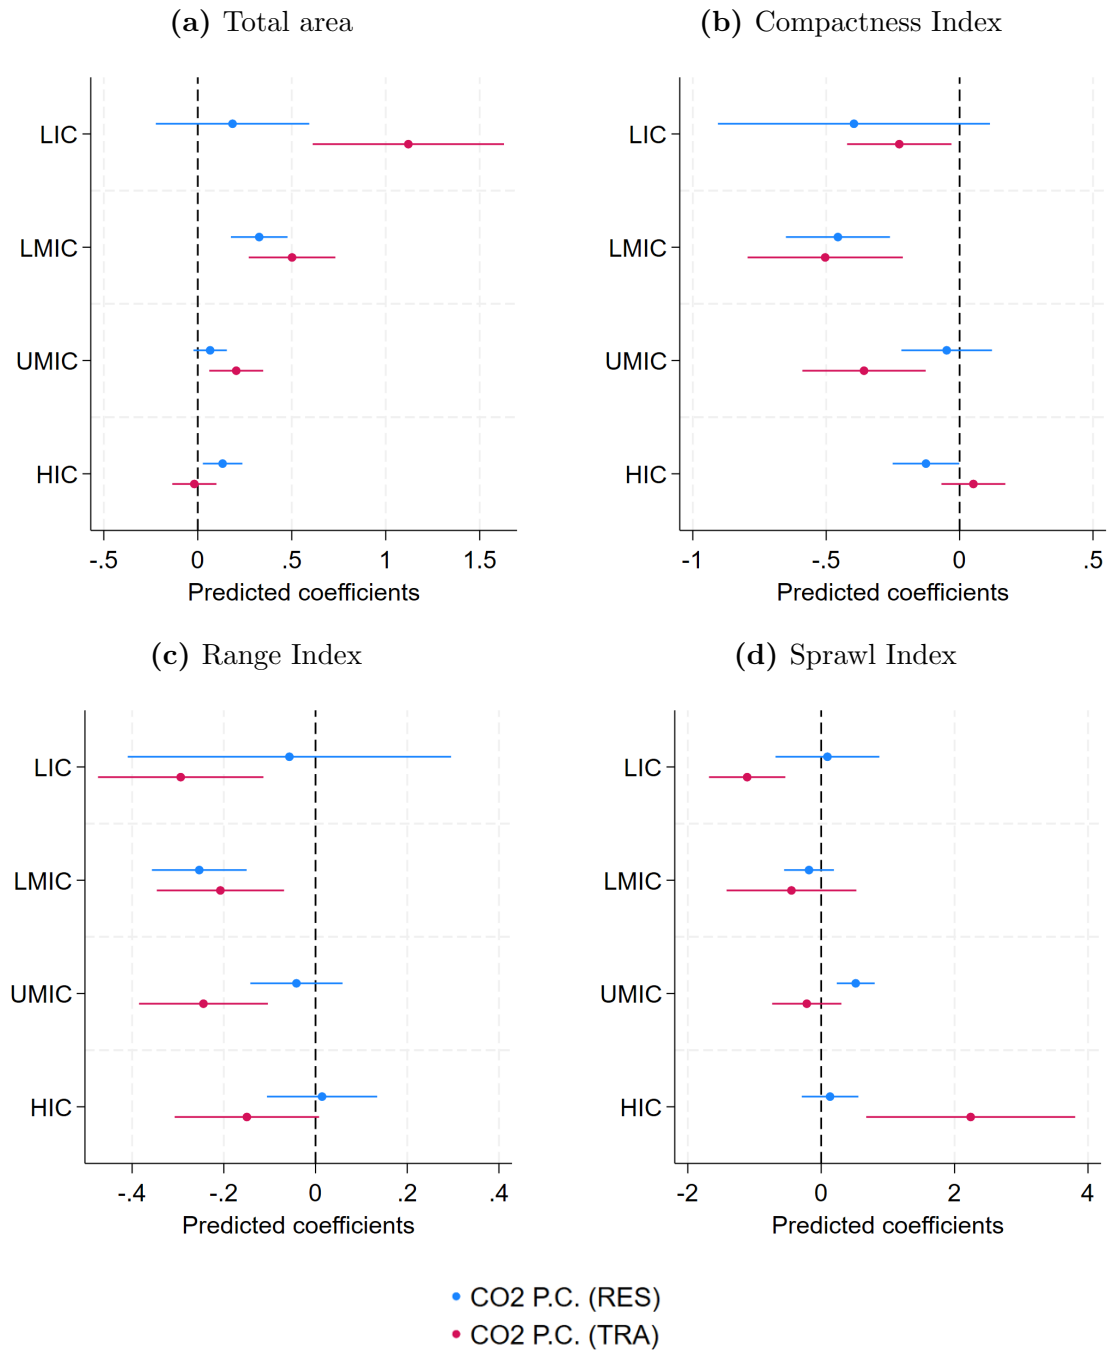 (a) Total area
LIC
LMIC
UMIC
HIC
-.5 0 .5 1 1.5
Predicted coefficients
(b) Compactness Index
LIC
LMIC
UMIC
HIC
-1 -.5 0 .5
Predicted coefficients
(c) Range Index
LIC
LMIC
UMIC
HIC
-.4 -.2 0 .2 .4
Predicted coefficients
(d) Sprawl Index
LIC
LMIC
UMIC
HIC
-2 0 2 4
Predicted coefficients
CO2 P.C. (RES)
CO2 P.C. (TRA)